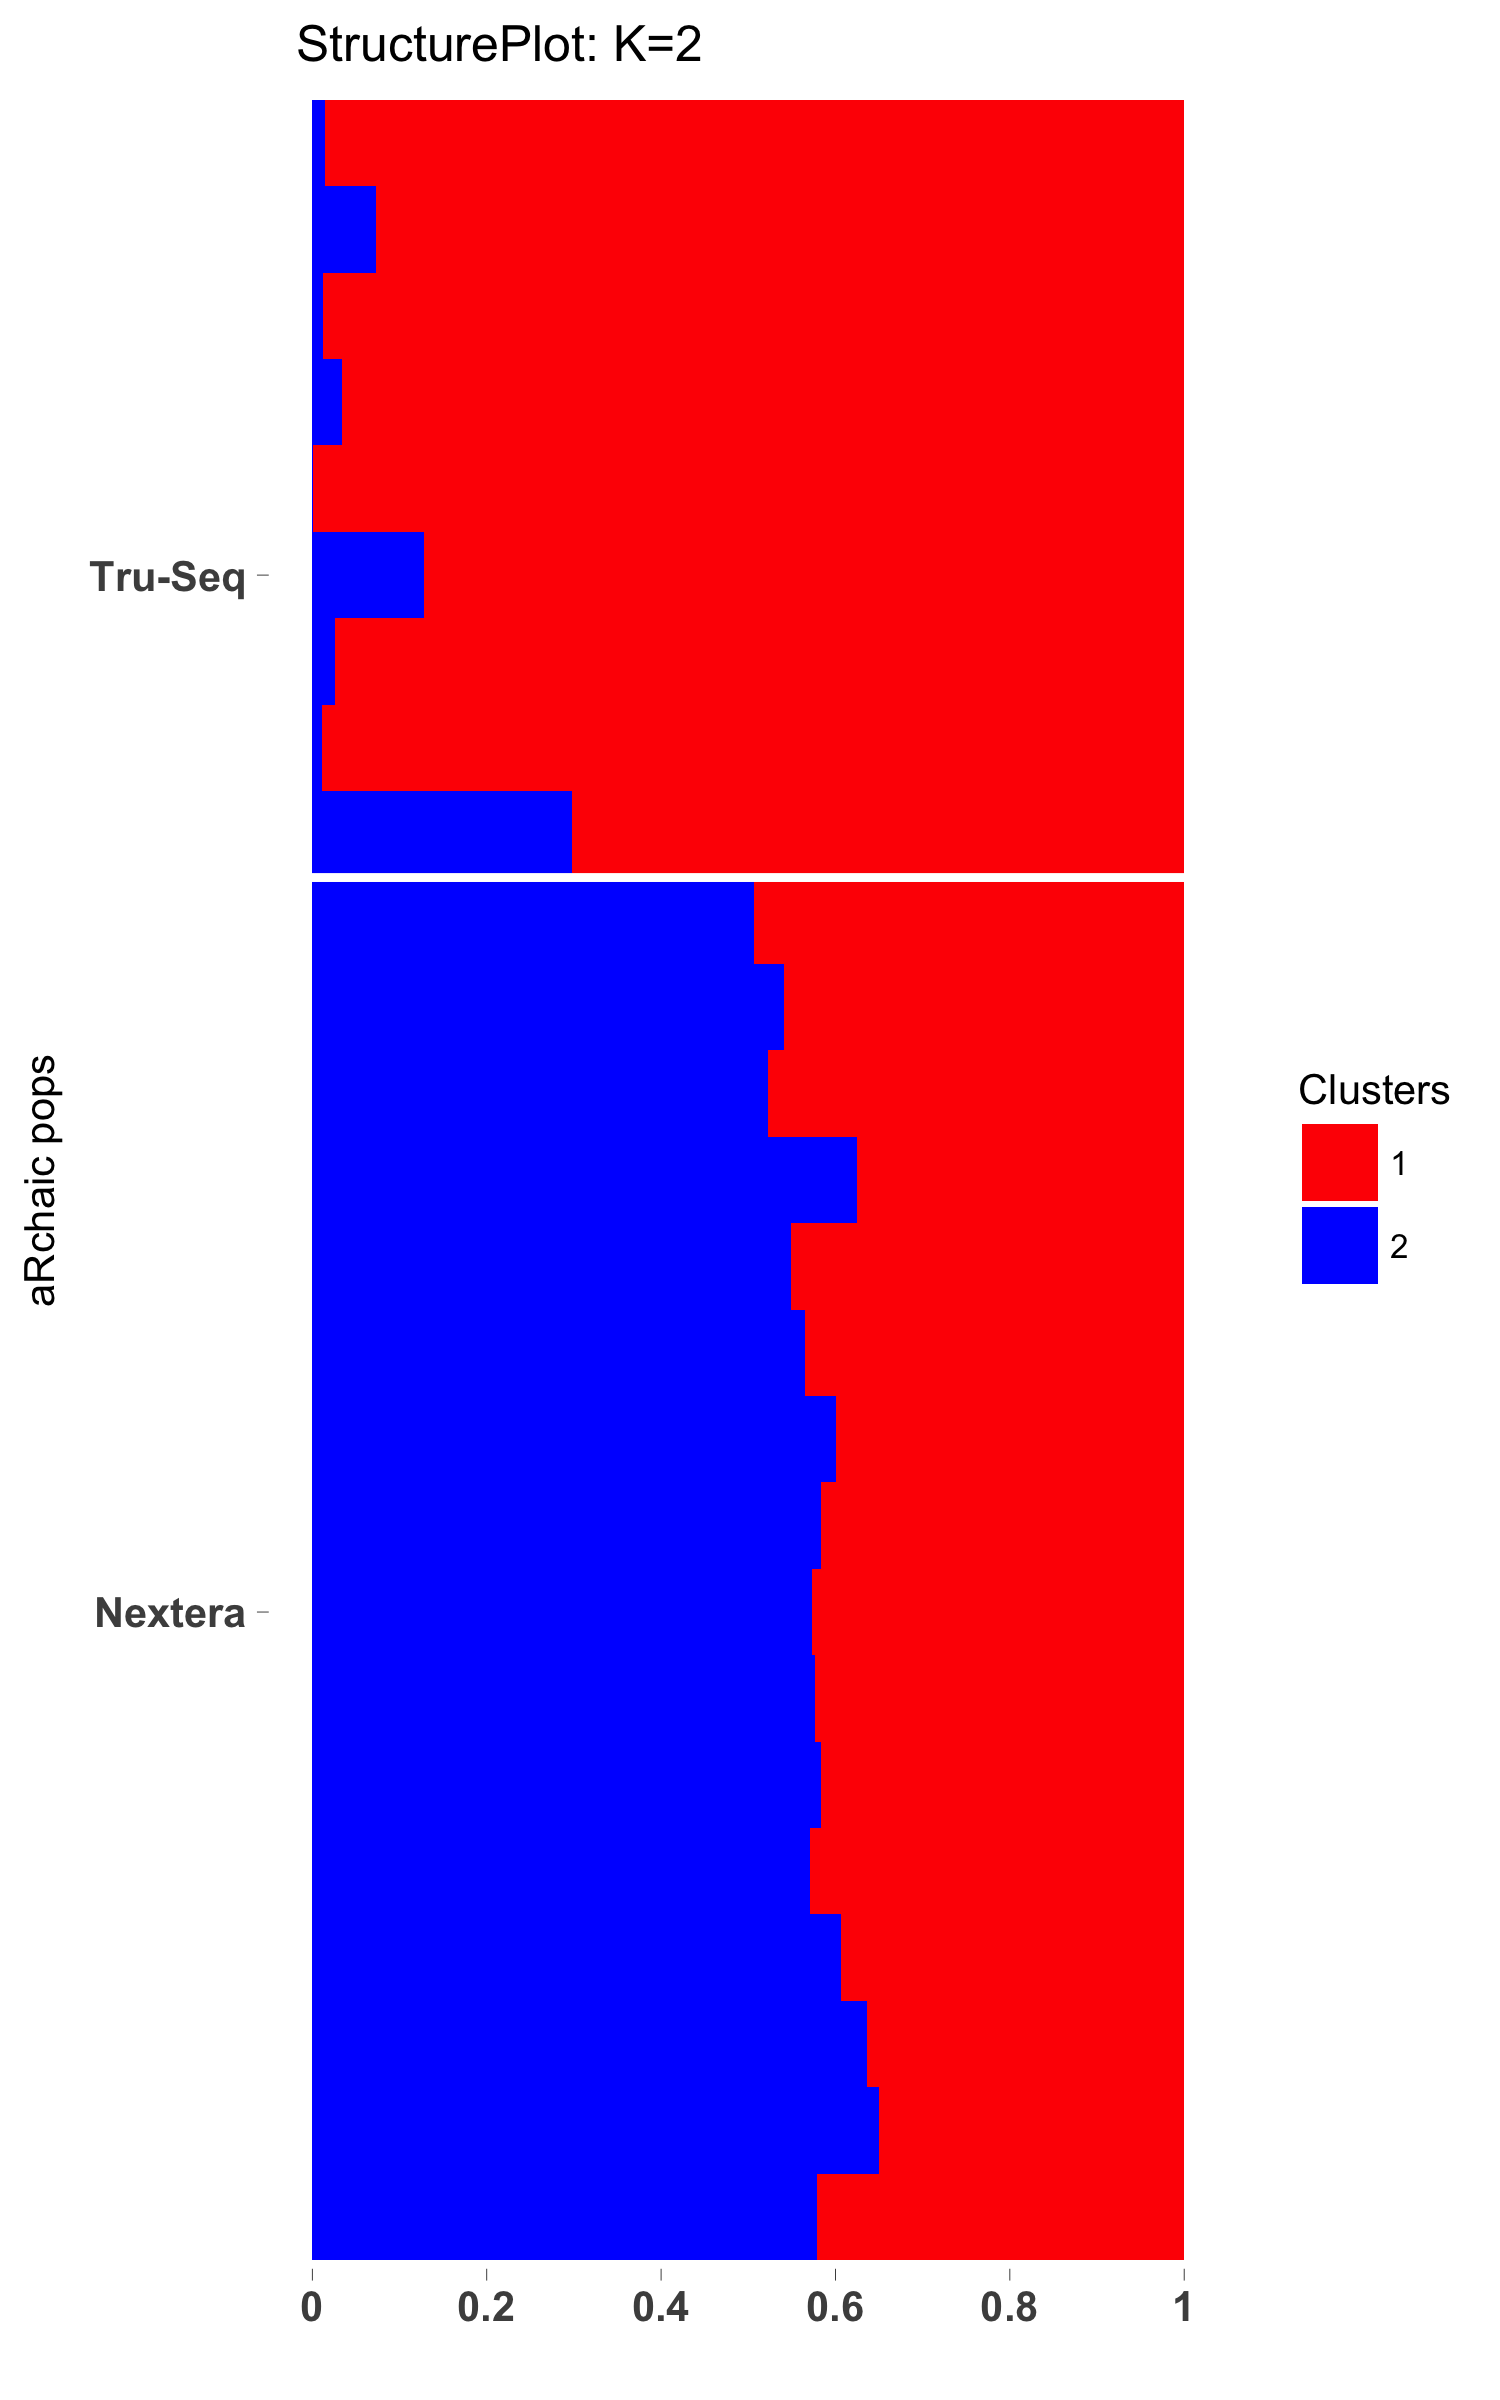 StructurePlot: K=2
Tru-Seq
aRchaic pops
Nextera
Clusters
1
2
0 0.2 0.4 0.6 0.8 1